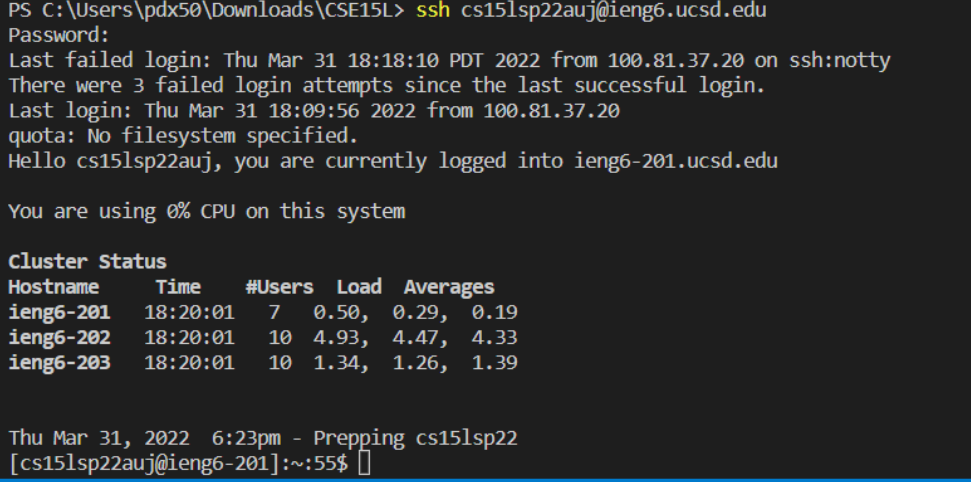 PS C:\Users\pdx50\Downloads\CSE15L> ssh cs15lsp22auj@ieng6.ucsd.edu
Password:
Last failed login: Thu Mar 31 18:18:10 PDT 2022 from 100.81.37.20 on ssh:notty
There were 3 failed login attempts since the last successful login.
Last login: Thu Mar 31 18:09:56 2022 from 100.81.37.20
quota: No filesystem specified.
Hello cs15lsp22auj, you are currently logged into ieng6-201.ucsd.edu
You are using 0% CPU on this system
Cluster Status
Hostname Time #Users Load Averages
ieng6-201 18:20:01 7 0.50, 0.29, 0.19
ieng6-202 18:20:01 10 4.93, 4.47, 4.33
ieng6-203 18:20:01 10 1.34, 1.26, 1.39
Thu Mar 31, 2022 6:23pm - Prepping cs15lsp22
[cs15lsp22auj@ieng6-201]:~:55$